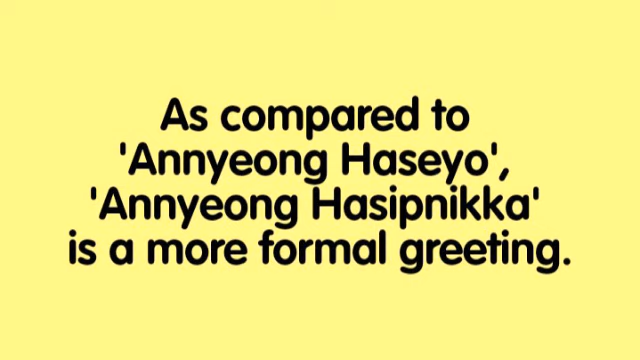 As compared to
'Annyeong Haseyo',
'Annyeong Hasipnikka'
is a more formal greeting.